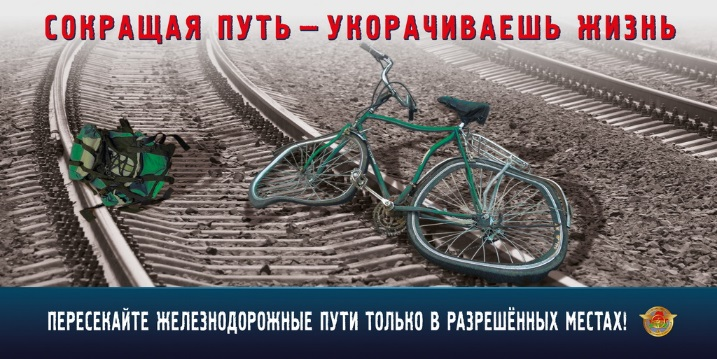 СОКРАЩАЯ ПУТЬ – УКОРАЧИВАЕШЬ ЖИЗНЬ
ПЕРЕСЕКАЙТЕ ЖЕЛЕЗНОДОРОЖНЫЕ ПУТИ ТОЛЬКО В РАЗРЕШЁННЫХ МЕСТАХ!